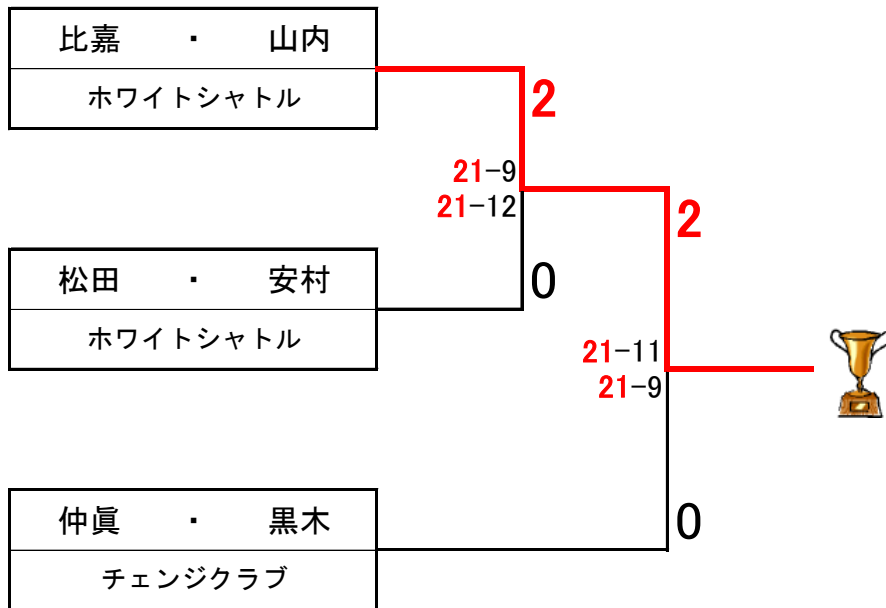 比嘉 ・ 山内
ホワイトシャトル
2
21-9
21-12
2
松田 ・ 安村
0
ホワイトシャトル
21-11
21-9
仲眞 ・ 黒木
0
チェンジクラブ